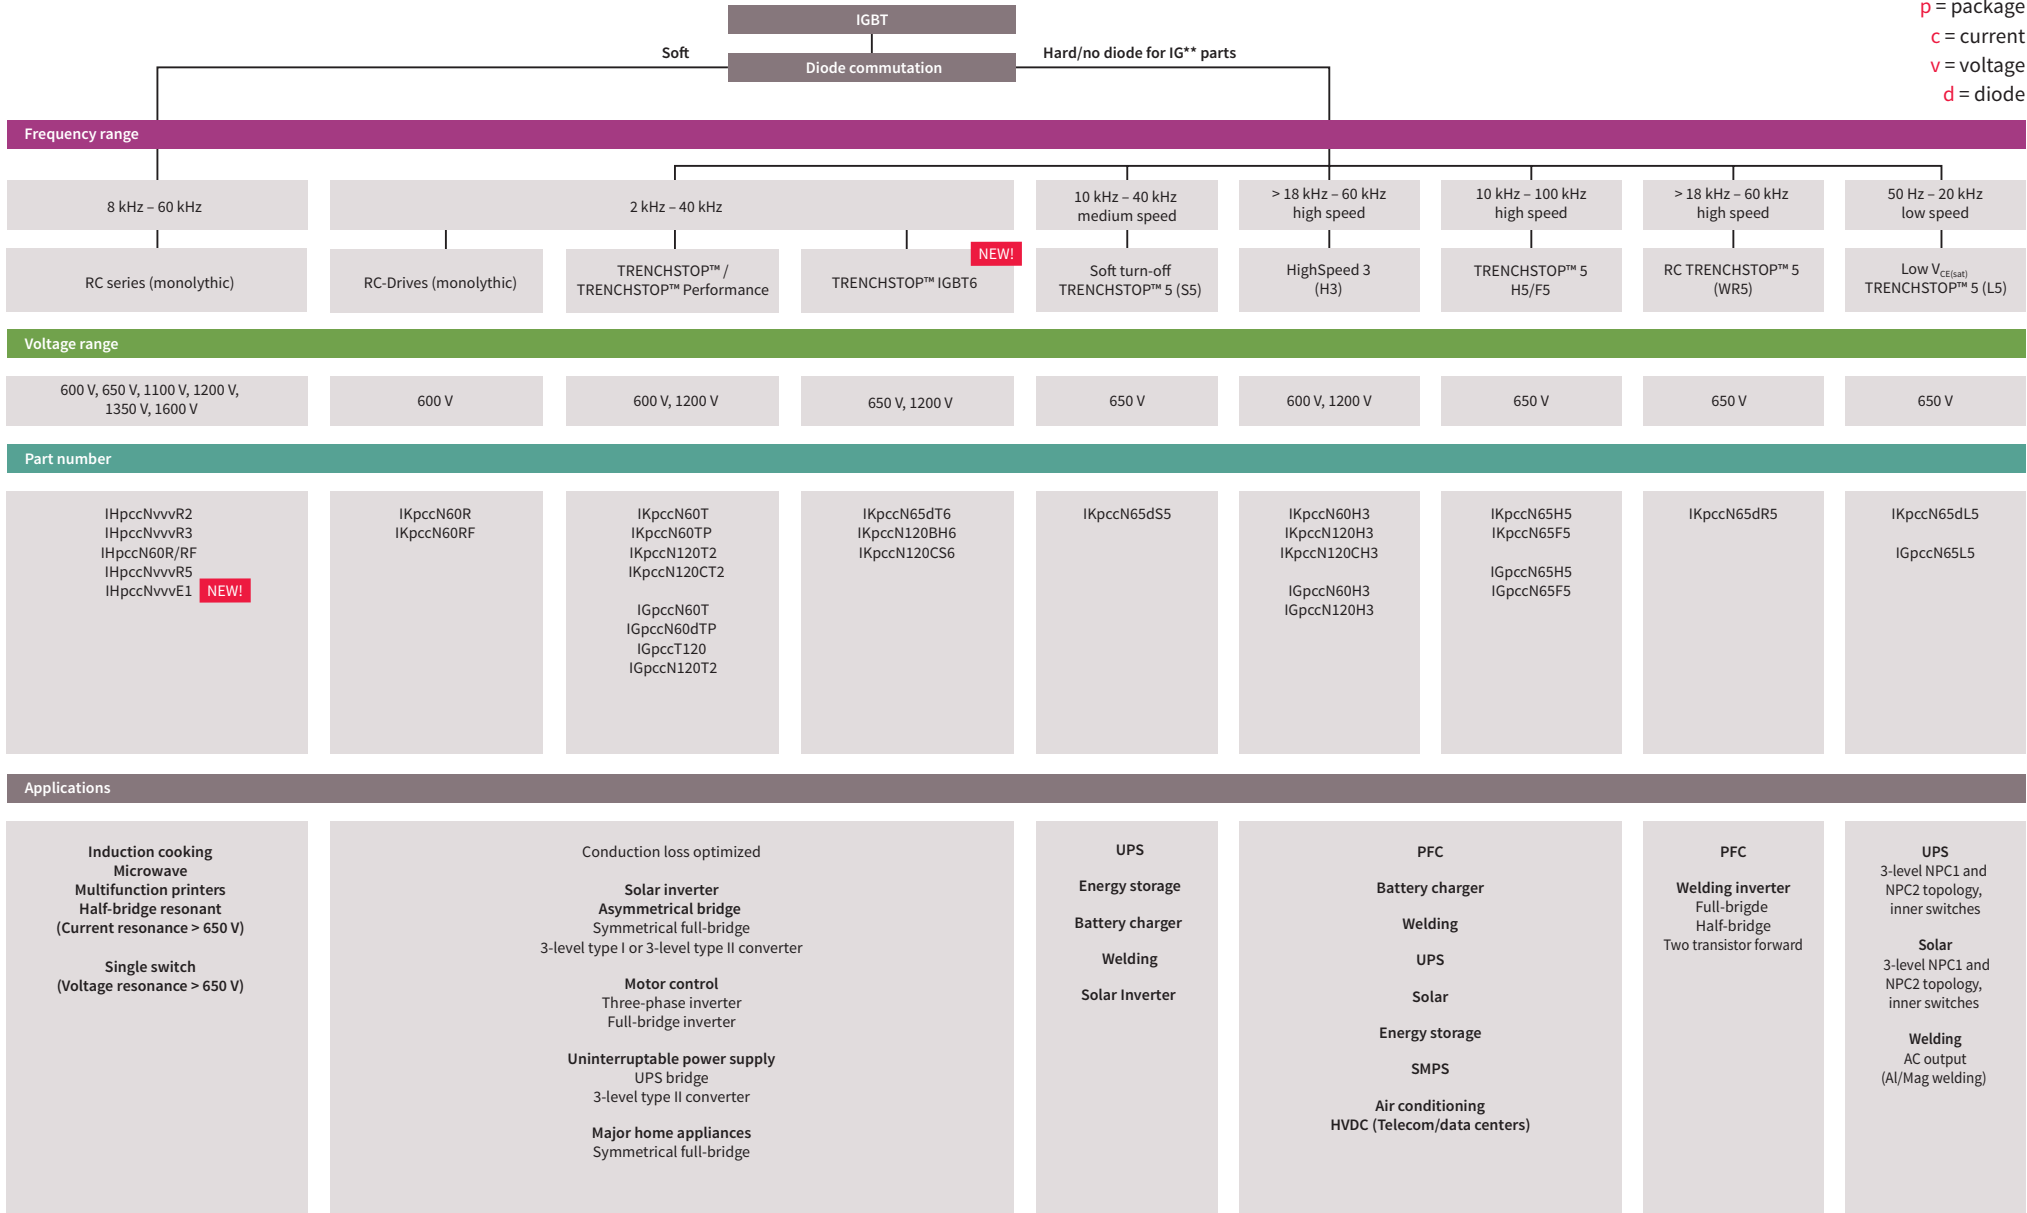 IGBT
Soft
Diode commutation
Hard/no diode for IG** parts
p = package
c = current
v = voltage
d = diode
Frequency range
8 kHz – 60 kHz
2 kHz – 40 kHz
10 kHz – 40 kHz
medium speed
> 18 kHz – 60 kHz
high speed
10 kHz – 100 kHz
high speed
> 18 kHz – 60 kHz
high speed
50 Hz – 20 kHz
low speed
RC series (monolythic)
RC-Drives (monolythic)
TRENCHSTOP™ /
TRENCHSTOP™ Performance
NEW!
TRENCHSTOP™ IGBT6
Soft turn-off
TRENCHSTOP™ 5 (S5)
HighSpeed 3
(H3)
TRENCHSTOP™ 5
H5/F5
RC TRENCHSTOP™ 5
(WR5)
Low VCE(sat)
TRENCHSTOP™ 5 (L5)
Voltage range
600 V, 650 V, 1100 V, 1200 V,
1350 V, 1600 V
600 V
600 V, 1200 V
650 V, 1200 V
650 V
600 V, 1200 V
650 V
650 V
650 V
Part number
IHpccNvvvR2
IHpccNvvvR3
IHpccN60R/RF
IHpccNvvvR5
IHpccNvvvE1 NEW!
IKpccN60R
IKpccN60RF
IKpccN60T
IKpccN60TP
IKpccN120T2
IKpccN120CT2
IGpccN60T
IGpccN60dTP
IGpccT120
IGpccN120T2
IKpccN65dT6
IKpccN120BH6
IKpccN120CS6
IKpccN65dS5
IKpccN60H3
IKpccN120H3
IKpccN120CH3
IGpccN60H3
IGpccN120H3
IKpccN65H5
IKpccN65F5
IGpccN65H5
IGpccN65F5
IKpccN65dR5
IKpccN65dL5
IGpccN65L5
Applications
Induction cooking
Microwave
Multifunction printers
Half-bridge resonant
(Current resonance > 650 V)
Single switch
(Voltage resonance > 650 V)
Conduction loss optimized
Solar inverter
Asymmetrical bridge
Symmetrical full-bridge
3-level type I or 3-level type II converter
Motor control
Three-phase inverter
Full-bridge inverter
Uninterruptable power supply
UPS bridge
3-level type II converter
Major home appliances
Symmetrical full-bridge
UPS
Energy storage
Battery charger
Welding
Solar Inverter
PFC
Battery charger
Welding
UPS
Solar
Energy storage
SMPS
Air conditioning
HVDC (Telecom/data centers)
PFC
Welding inverter
Full-brigde
Half-bridge
Two transistor forward
UPS
3-level NPC1 and
NPC2 topology,
inner switches
Solar
3-level NPC1 and
NPC2 topology,
inner switches
Welding
AC output
(Al/Mag welding)